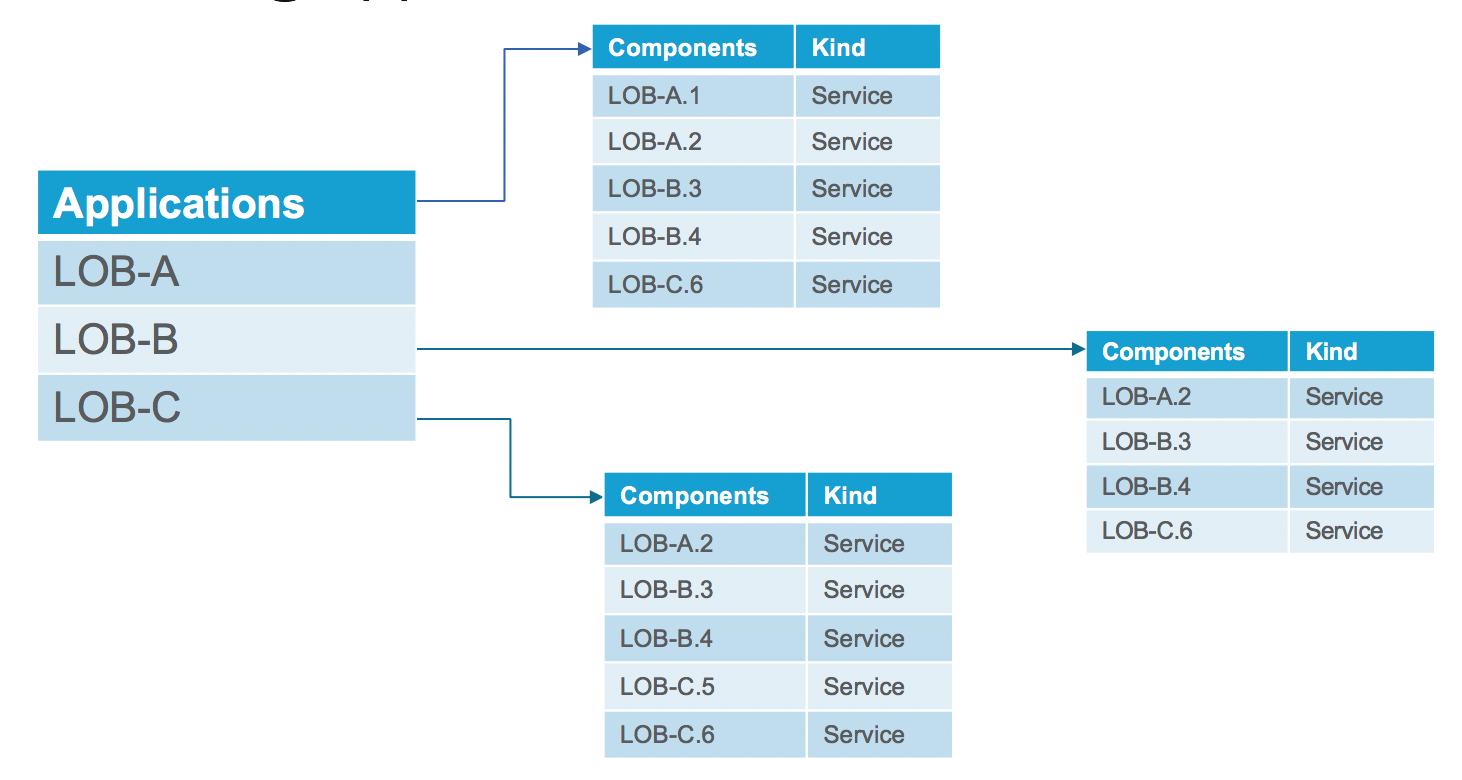 Components Kind
LOB-A.1 Service
LOB-A.2 Service
LOB-B.3 Service
LOB-B.4 Service
LOB-C.6 Service
Applications
LOB-A
LOB-B
LOB-C
Components Kind
LOB-A.2 Service
LOB-B.3 Service
LOB-B.4 Service
LOB-C.6 Service
Components Kind
LOB-A.2 Service
LOB-B.3 Service
LOB-B.4 Service
LOB-C.5 Service
LOB-C.6 Service